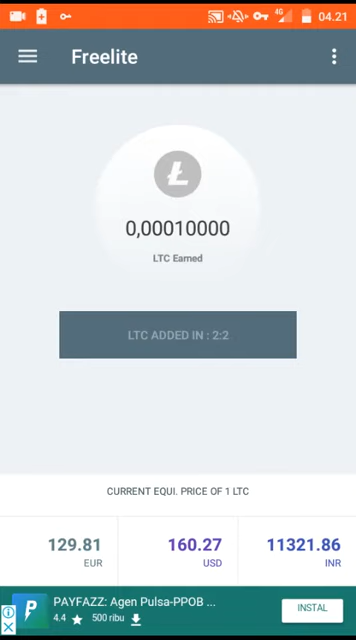 4G 04.21
Freelite
0,00010000
LTC Earned
LTC ADDED IN : 2:2
CURRENT EQUI. PRICE OF 1 LTC
129.81 160.27 11321.86
EUR USD INR
PAYFAZZ: Agen Pulsa-PPOB ...
4.4 500 ribu
INSTAL